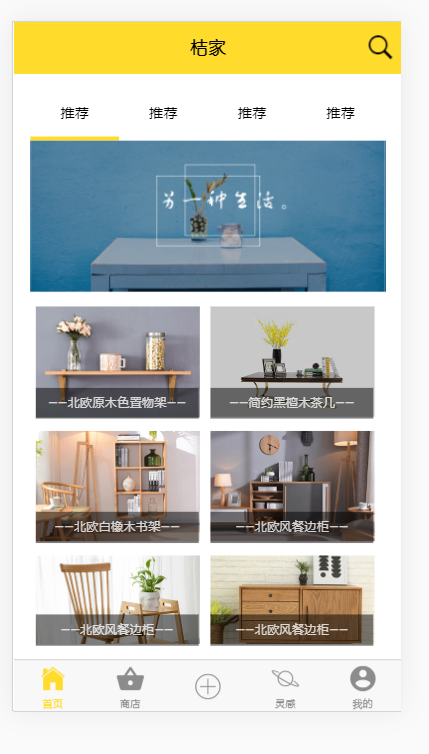 桔家
推荐 推荐 推荐 推荐
另一种生活。
——北欧原木色置物架——
——简约黑檀木茶几——
——北欧白橡木书架——
——北欧风餐边柜——
——北欧风餐边柜——
——北欧风餐边柜——
首页 商店 灵感 我的